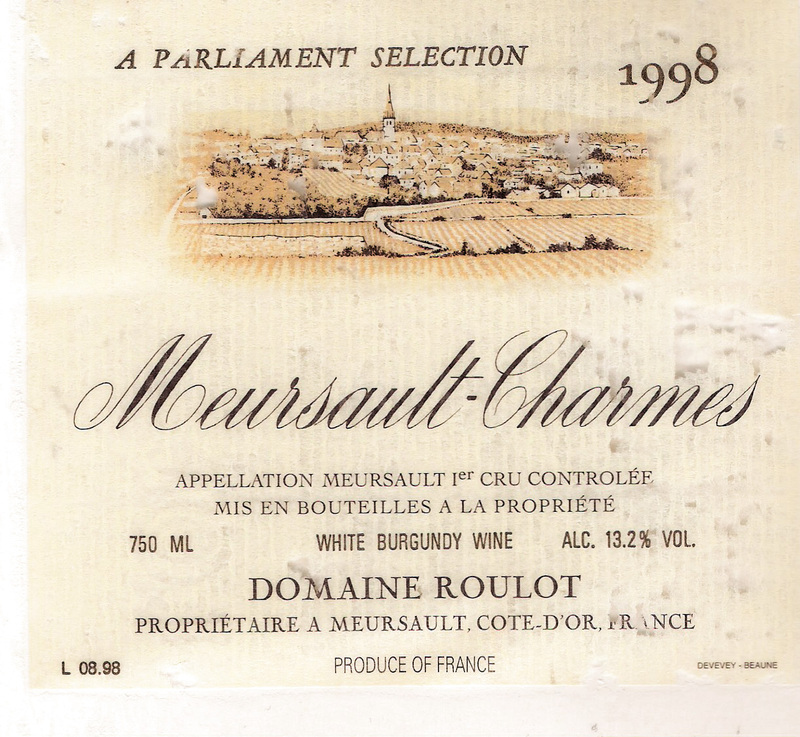 A PARLIAMENT SELECTION
1998
Meursault-Charmes
APPELLATION MEURSAULT Ier CRU CONTROLÉE
MIS EN BOUTEILLES A LA PROPRIÉTÉ
750 ML WHITE BURGUNDY WINE ALC. 13.2% VOL.
DOMAINE ROULOT
PROPRIÉTAIRE A MEURSAULT, COTE-D'OR, FRANCE
L 08.98 PRODUCE OF FRANCE DEVEVEY - BEAUNE